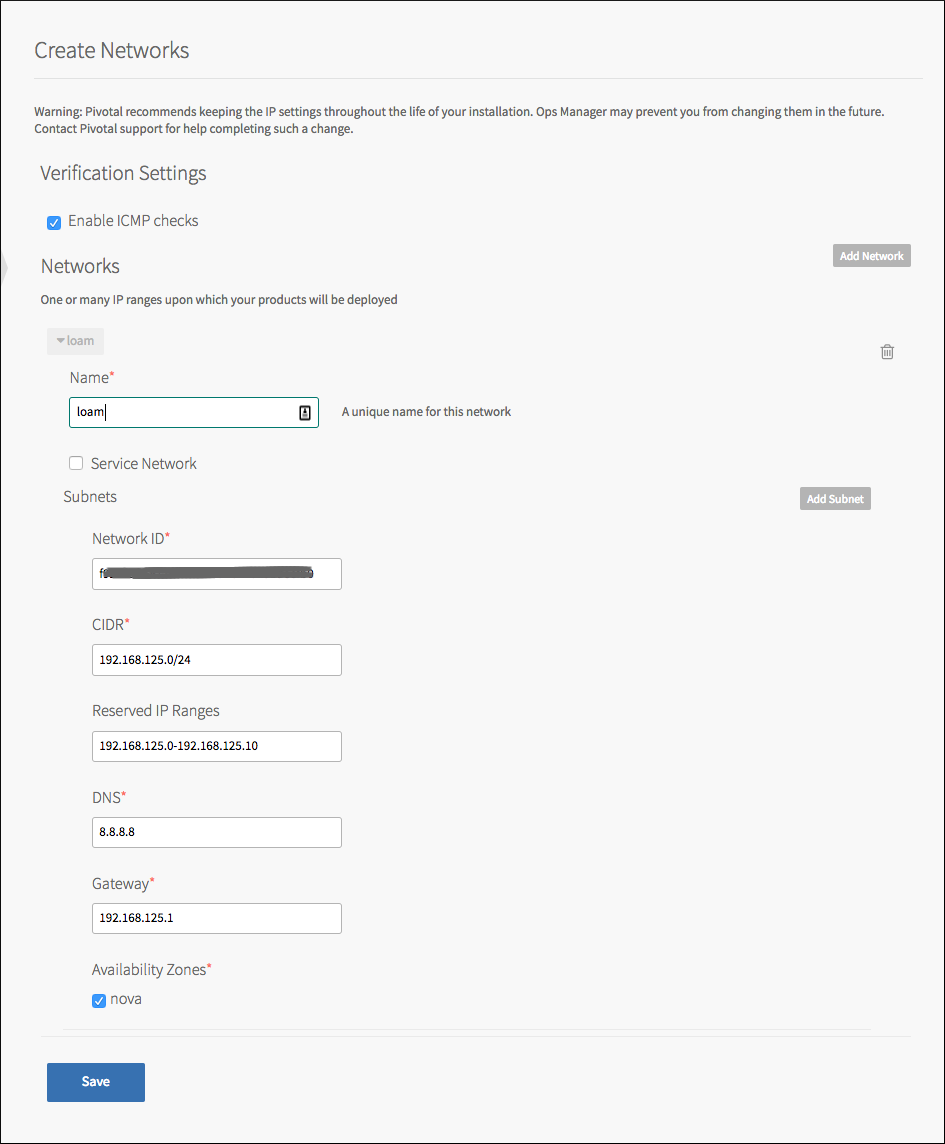 Create Networks
Warning: Pivotal recommends keeping the IP settings throughout the life of your installation. Ops Manager may prevent you from changing them in the future.
Contact Pivotal support for help completing such a change.
Verification Settings
Enable ICMP checks
Add Network
Networks
One or many IP ranges upon which your products will be deployed
loam
Name*
loam
A unique name for this network
Service Network
Subnets
Add Subnet
Network ID*
CIDR*
192.168.125.0/24
Reserved IP Ranges
192.168.125.0-192.168.125.10
DNS*
8.8.8.8
Gateway*
192.168.125.1
Availability Zones*
nova
Save